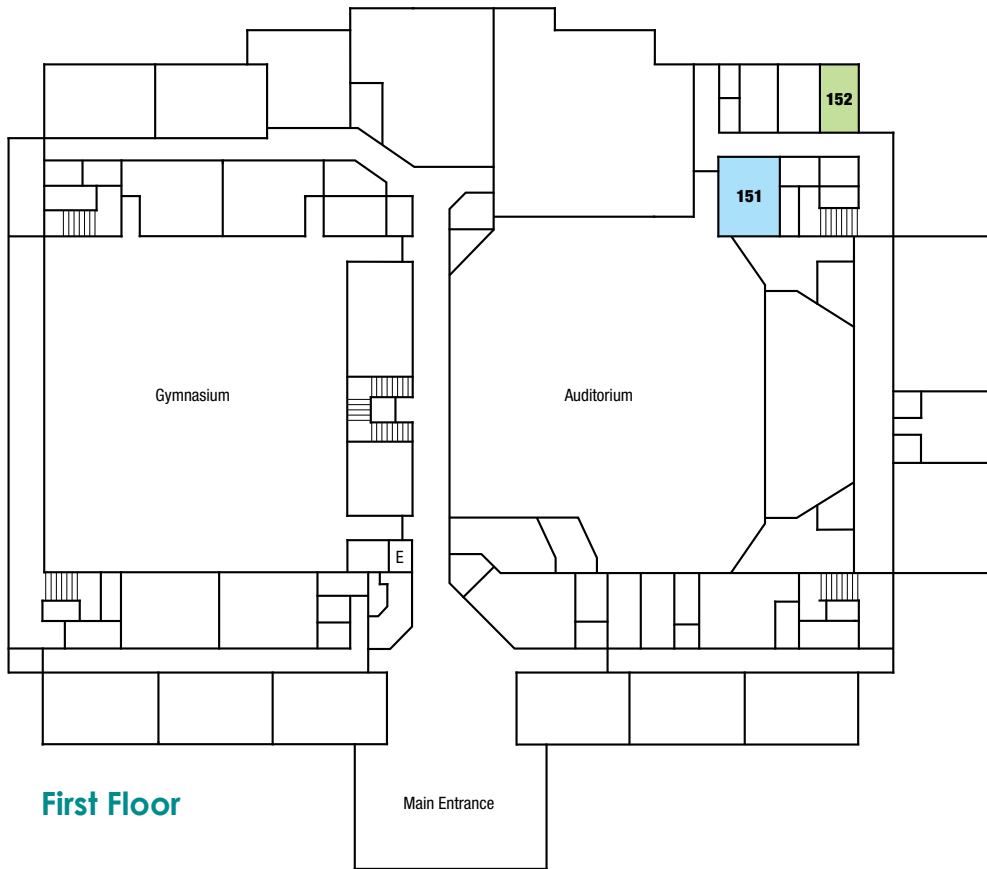 152
151
Gymnasium
Auditorium
E
First Floor
Main Entrance